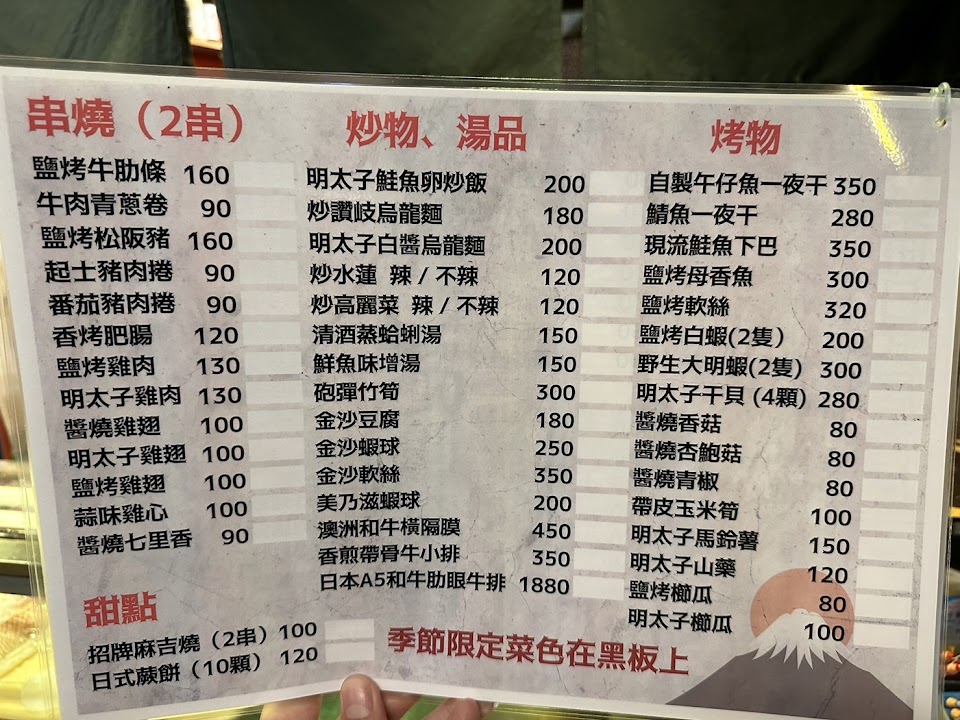 串燒（2串）
鹽烤牛肋條 160
牛肉青蔥卷 90
鹽烤松阪豬 160
起士豬肉捲 90
番茄豬肉捲 90
香烤肥腸 120
鹽烤雞肉 130
明太子雞肉 130
醬燒雞翅 100
明太子雞翅 100
鹽烤雞翅 100
蒜味雞心 100
醬燒七里香 90
甜點
招牌麻吉燒（2串）100
日式蕨餅（10顆）120
炒物、湯品
明太子鮭魚卵炒飯 200
炒讚岐烏龍麵 180
明太子白醬烏龍麵 200
炒水蓮 辣 / 不辣 120
炒高麗菜 辣 / 不辣 120
清酒蒸蛤蜊湯 150
鮮魚味增湯 150
砲彈竹筍 300
金沙豆腐 180
金沙蝦球 250
金沙軟絲 350
美乃滋蝦球 200
澳洲和牛橫隔膜 450
香煎帶骨牛小排 350
日本A5和牛肋眼牛排 1880
烤物
自製午仔魚一夜干 350
鯖魚一夜干 280
現流鮭魚下巴 350
鹽烤母香魚 300
鹽烤軟絲 320
鹽烤白蝦(2隻) 200
野生大明蝦(2隻) 300
明太子干貝 (4顆) 280
醬燒香菇 80
醬燒杏鮑菇 80
醬燒青椒 80
帶皮玉米筍 100
明太子馬鈴薯 150
明太子山藥 120
鹽烤櫛瓜 80
明太子櫛瓜 100
季節限定菜色在黑板上